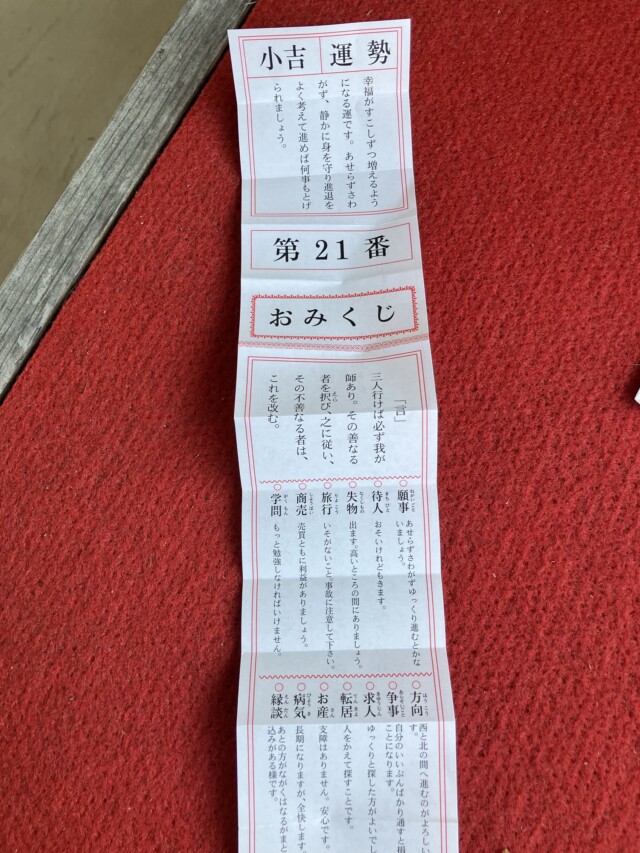 小吉 運勢
幸福がすこしずつ増えるよう
になる運です。あせらずさわ
がず、静かに身を守り進退を
よく考えて進めば何事もとげ
られましょう。
第21番
おみくじ
「言」
三人行けば必ず我が
師あり。その善なる
者を択び、之に従い、
その不善なる者は、
これを改む。
○願事 あせらずさわがずゆっくり進むとかな
いましょう。
○待人 おそいけれどもきます。
○失物 出ます。高いところの間にありましょう。
○旅行 いそがないこと、事故に注意して下さい。
○商売 売買ともに利益がありましょう。
○学問 もっと勉強しなければいけません。
○方向 西と北の間へ進むのがよろしい
です。
○争事 自分のいいぶんばかり通すと損
ことになります。
○求人 ゆっくりと探した方がよいでし
○転居 人をかえて探すことです。
○お産 支障はありません。安心です。
○病気 長期になりますが、全快します。
○縁談 あとの方がながくはなるがまと
込みがある様です。